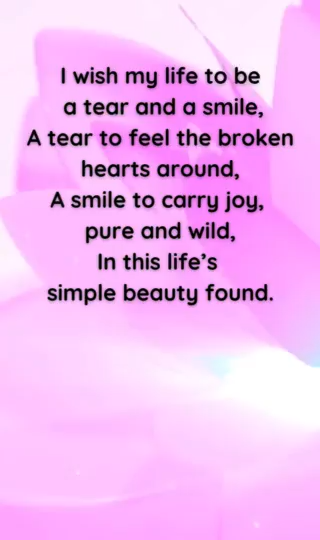 I wish my life to be
a tear and a smile,
A tear to feel the broken
hearts around,
A smile to carry joy,
pure and wild,
In this life’s
simple beauty found.